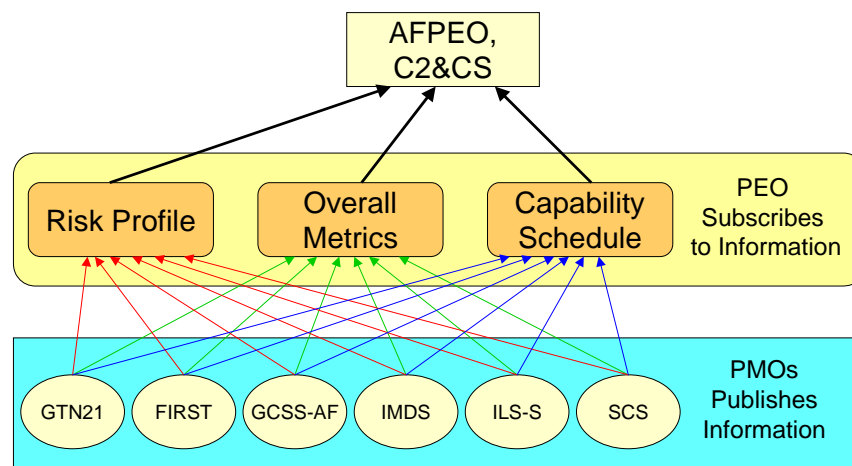 AFPEO,
C2&CS
Risk Profile
Overall
Metrics
Capability
Schedule
PEO
Subscribes
to Information
GTN21
FIRST
GCSS-AF
IMDS
ILS-S
SCS
PMOs
Publishes
Information